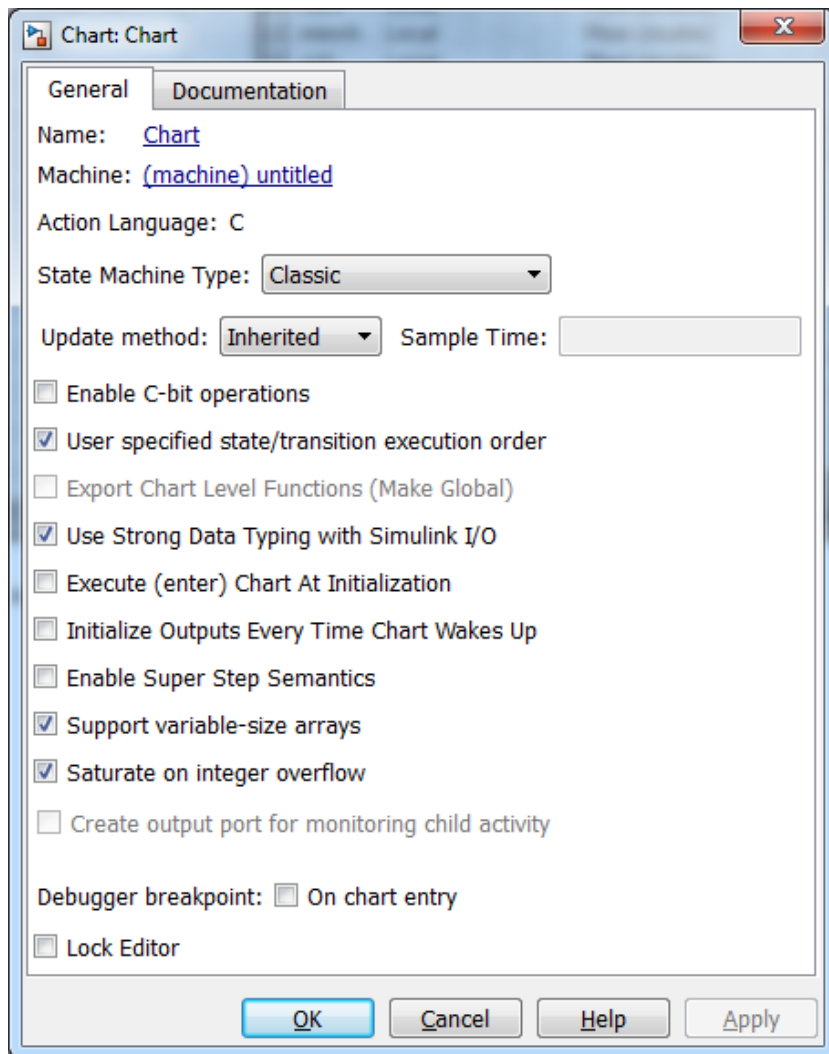 Chart: Chart
General Documentation
Name: Chart
Machine: (machine) untitled
Action Language: C
State Machine Type: Classic
Update method: Inherited Sample Time:
Enable C-bit operations
User specified state/transition execution order
Export Chart Level Functions (Make Global)
Use Strong Data Typing with Simulink I/O
Execute (enter) Chart At Initialization
Initialize Outputs Every Time Chart Wakes Up
Enable Super Step Semantics
Support variable-size arrays
Saturate on integer overflow
Create output port for monitoring child activity
Debugger breakpoint: On chart entry
Lock Editor
OK Cancel Help Apply